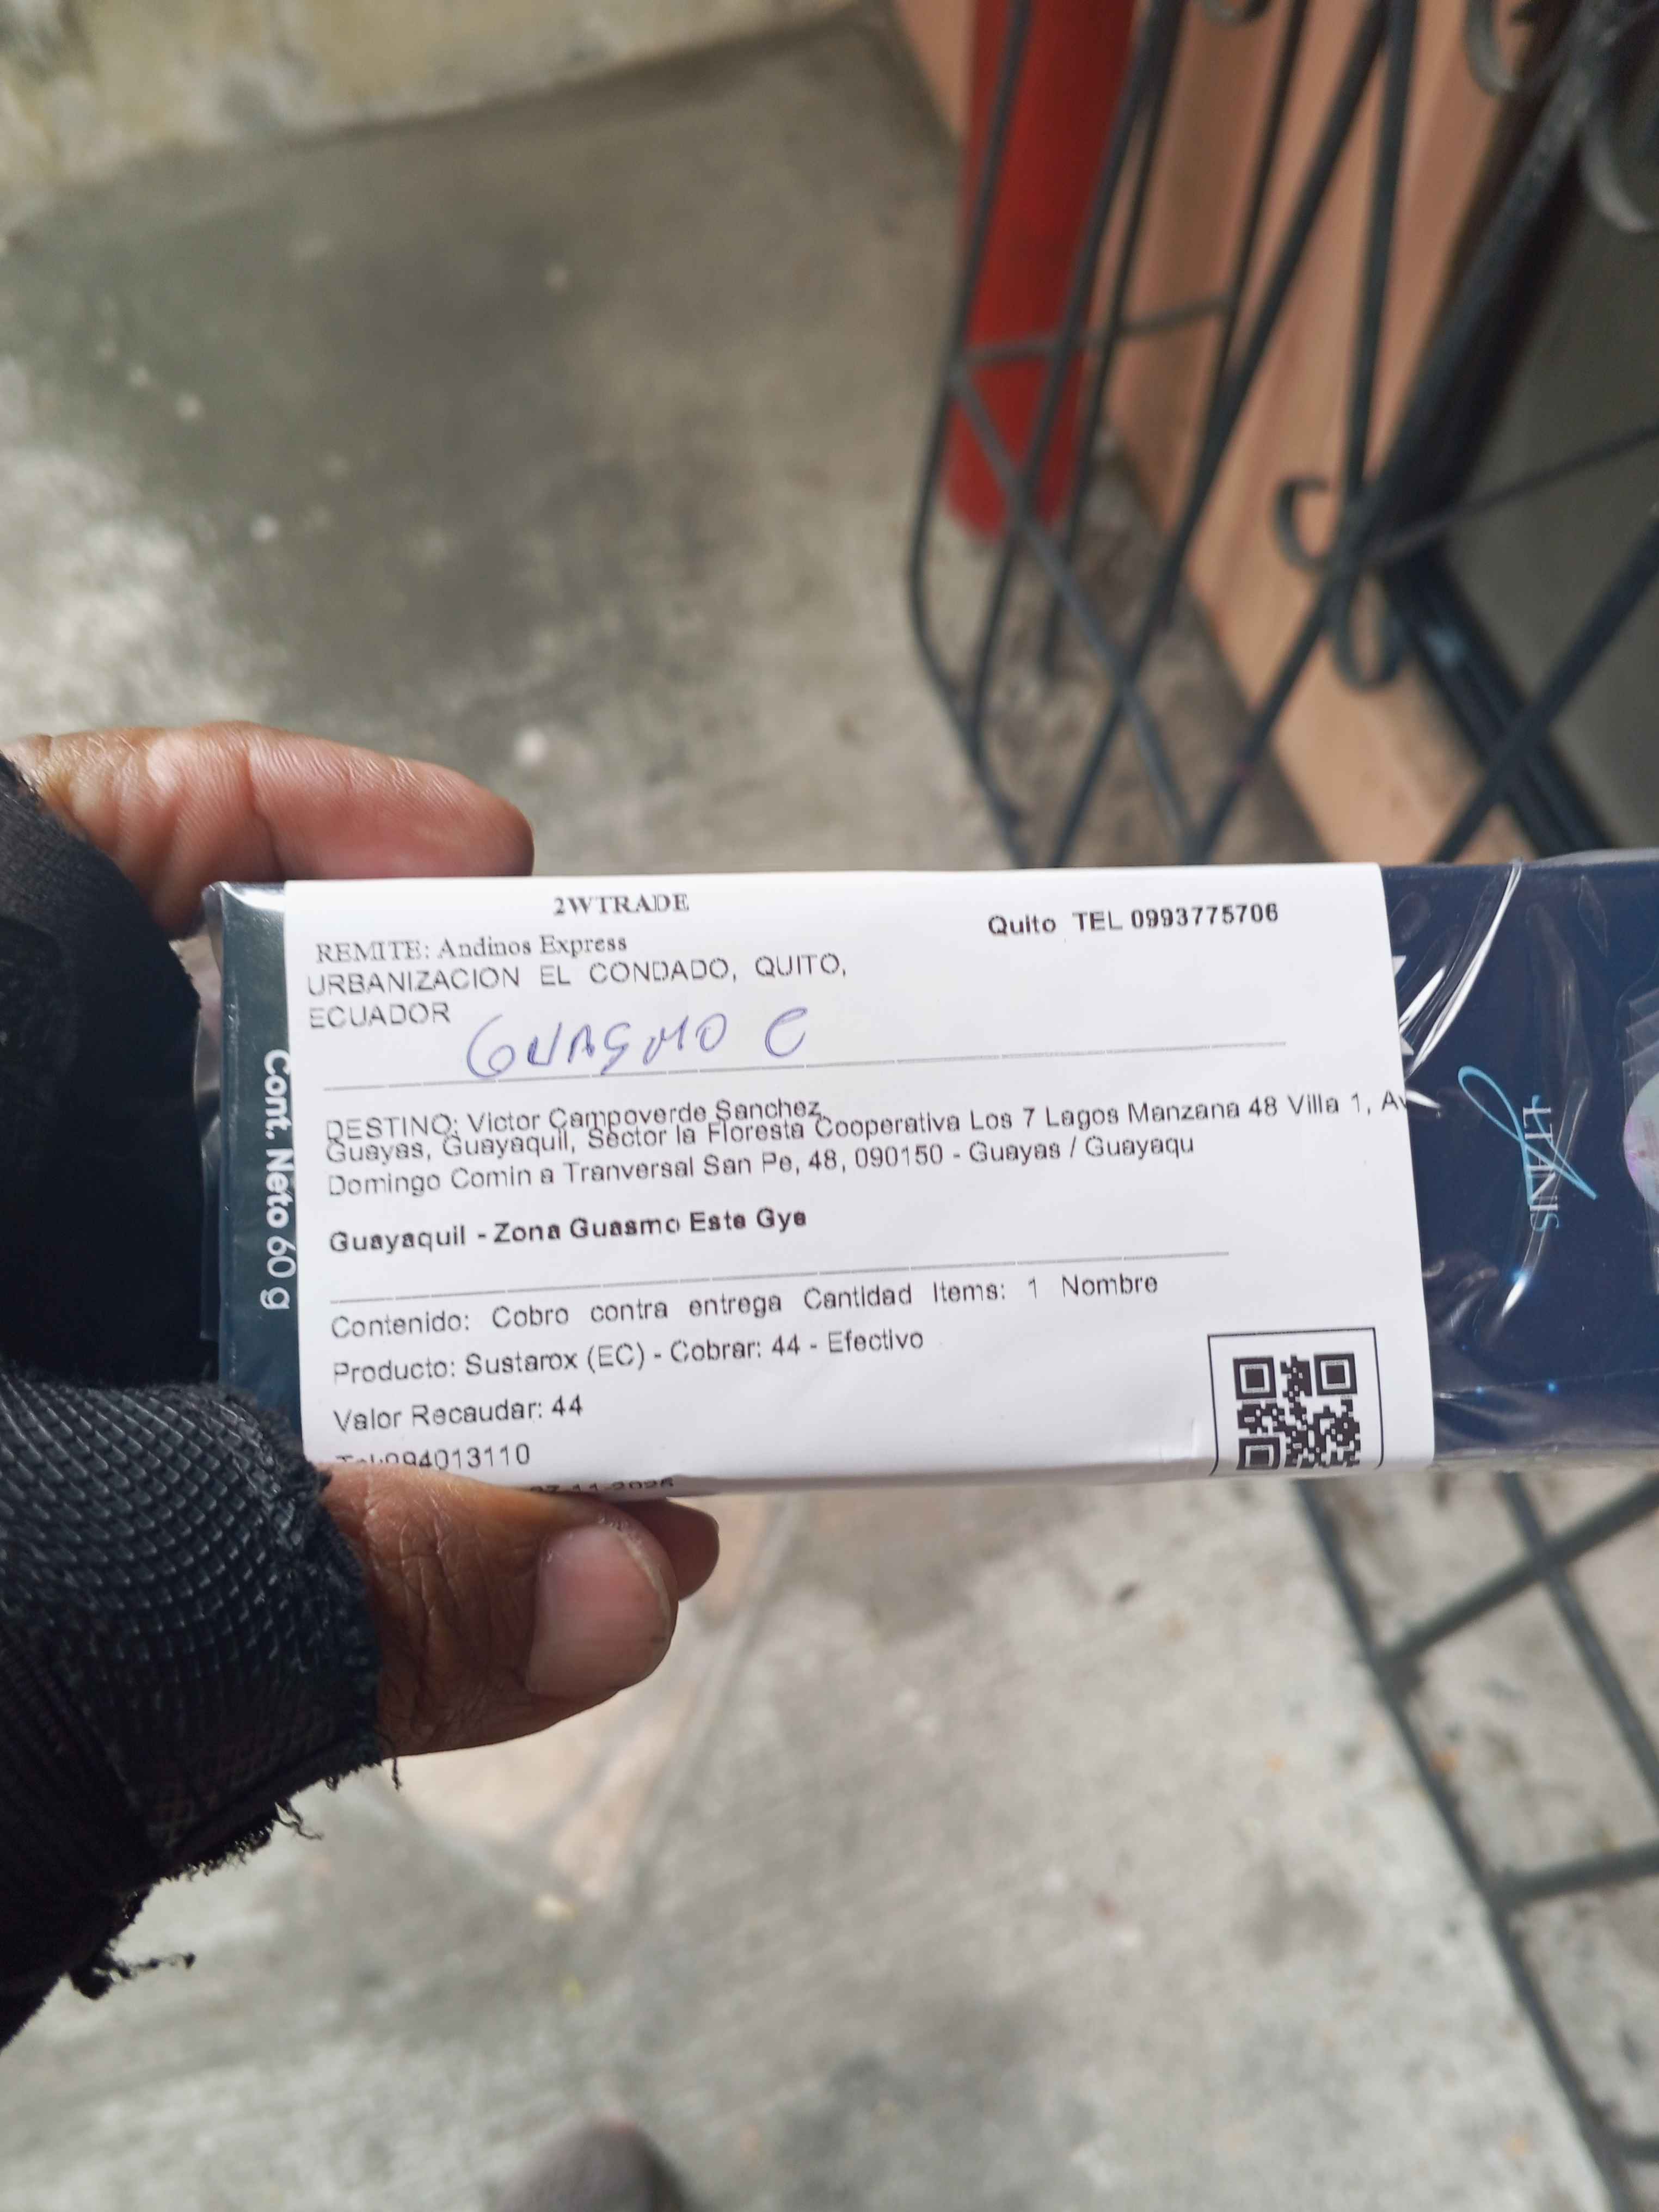 2WTRADE
Quito TEL 0993775706
REMITE: Andinos Express
URBANIZACION EL CONDADO, QUITO,
ECUADOR
GUASMO C
DESTINO: Victor Campoverde Sanchez,
Guayas, Guayaquil, Sector la Floresta Cooperativa Los 7 Lagos Manzana 48 Villa 1, Av
Domingo Comin a Tranversal San Pe, 48, 090150 - Guayas / Guayaqu
Guayaquil - Zona Guasmo Este Gye
Contenido: Cobro contra entrega Cantidad Items: 1 Nombre
Producto: Sustarox (EC) - Cobrar: 44 - Efectivo
Valor Recaudar: 44
Tel:094013110
Cont. Neto 60 g